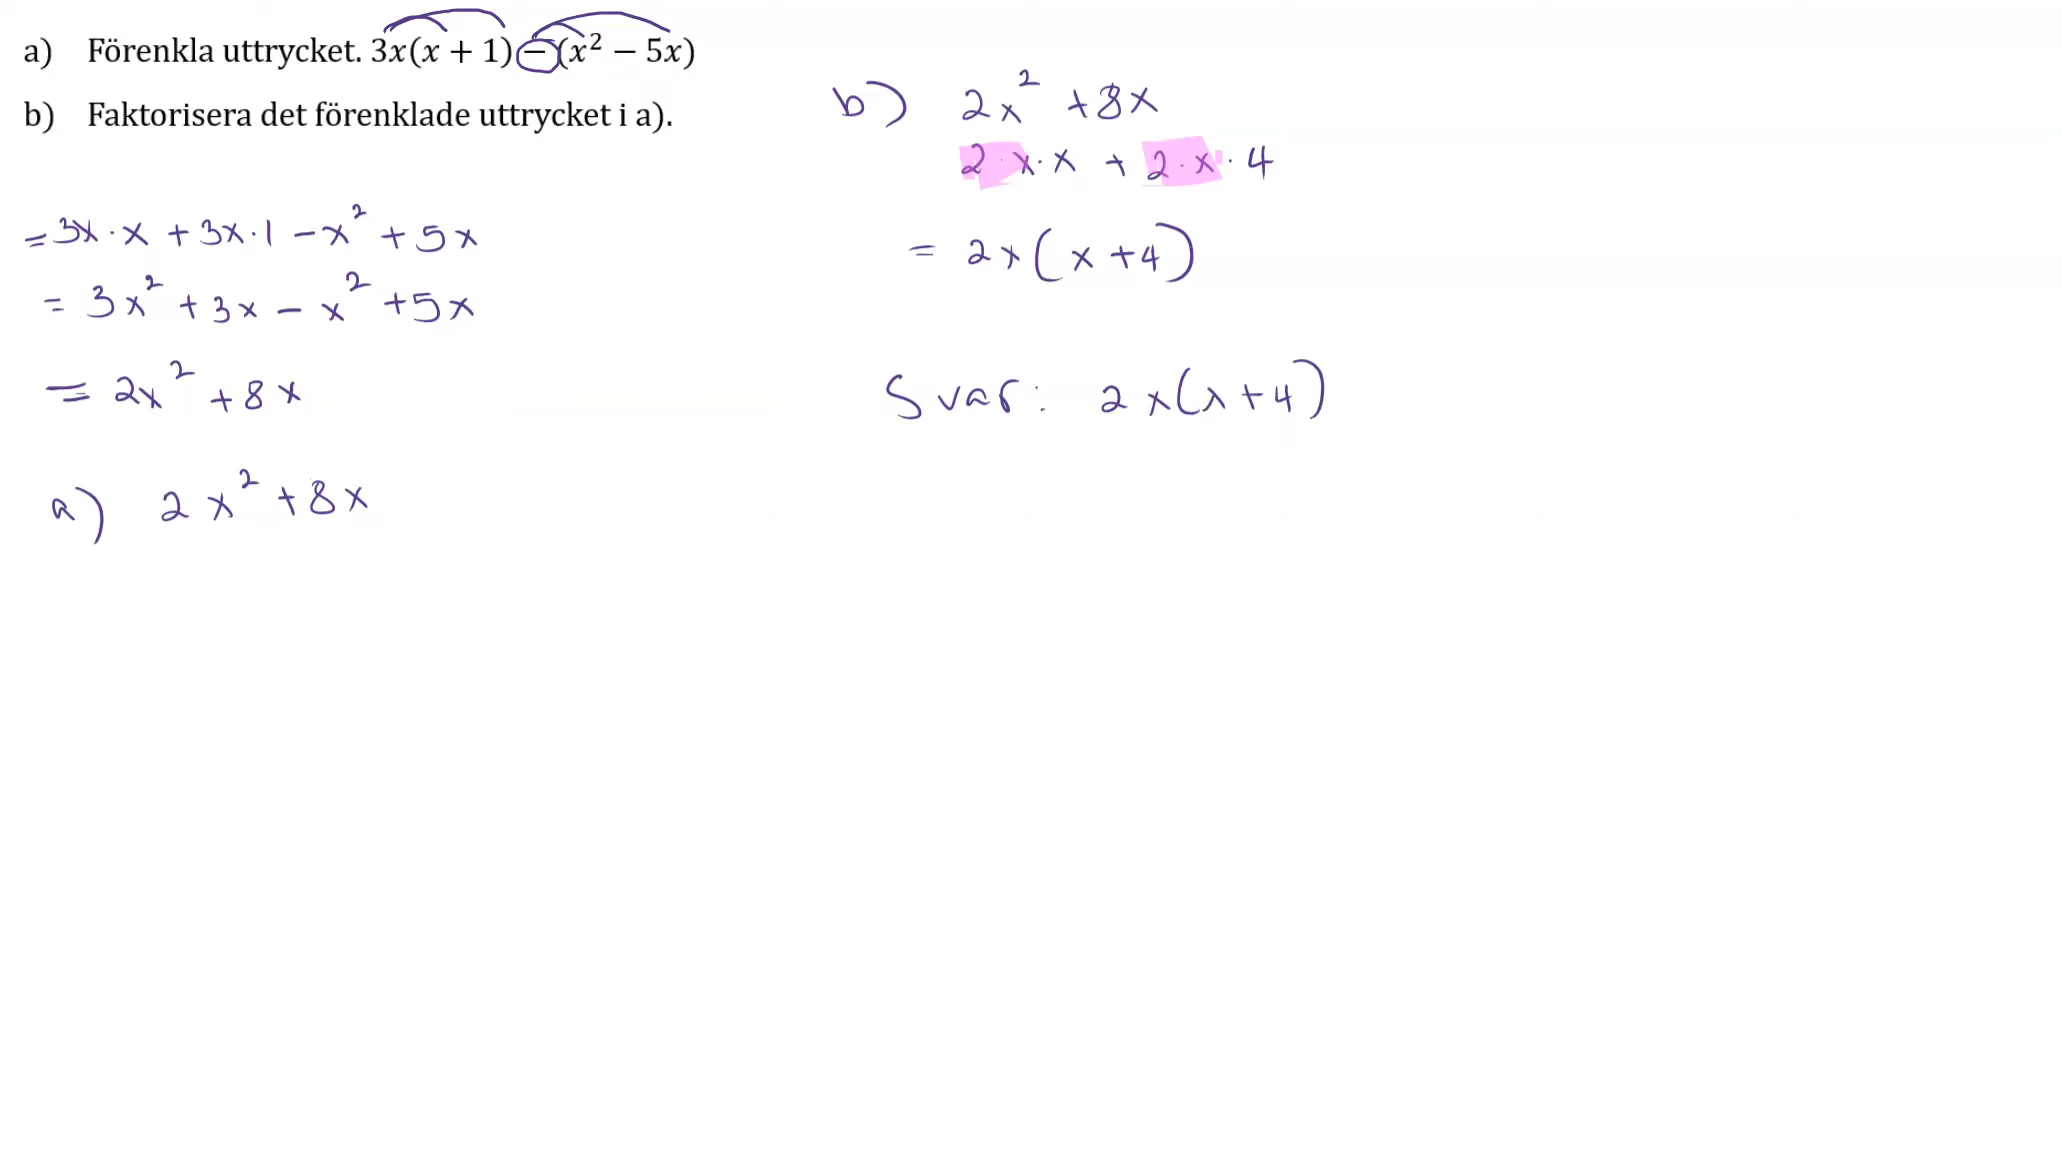 a) Förenkla uttrycket. 3x(x + 1) − (x² − 5x)
b) Faktorisera det förenklade uttrycket i a).
= 3x · x + 3x · 1 − x² + 5x
= 3x² + 3x − x² + 5x
= 2x² + 8x
a) 2x² + 8x
b) 2x² + 8x
2 · x · x + 2 · x · 4
= 2x(x + 4)
Svar: 2x(x + 4)